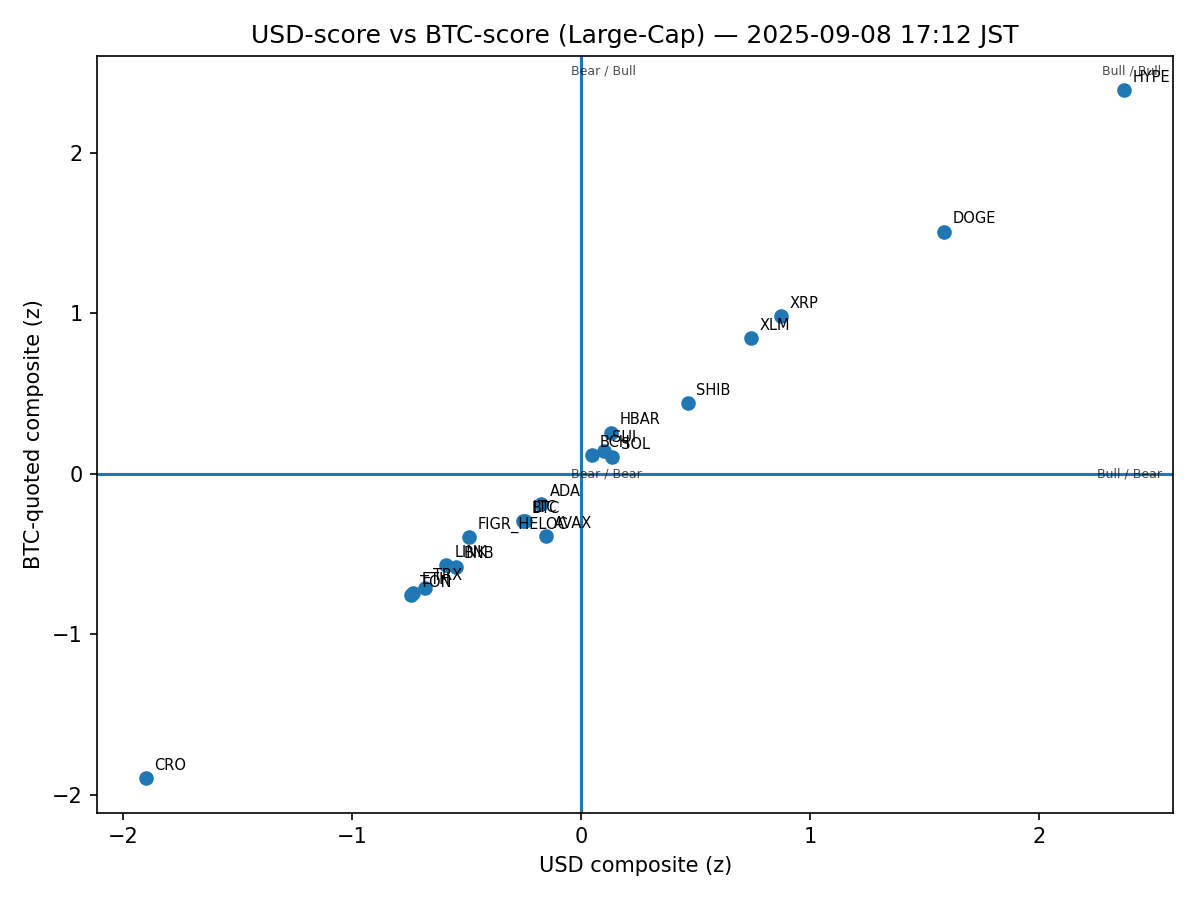 USD-score vs BTC-score (Large-Cap) — 2025-09-08 17:12 JST
Bear / Bull
Bull / Bull
HYPE
2
DOGE
XRP
XLM
1
SHIB
HBAR
SUI
BCH
SOL
0
Bear / Bear
Bull / Bear
ADA
BTC
FIGR_HELOC
AVAX
LINK
BNB
TRX
ETH
TON
−1
CRO
−2
−2
−1
0
1
2
USD composite (z)
BTC-quoted composite (z)